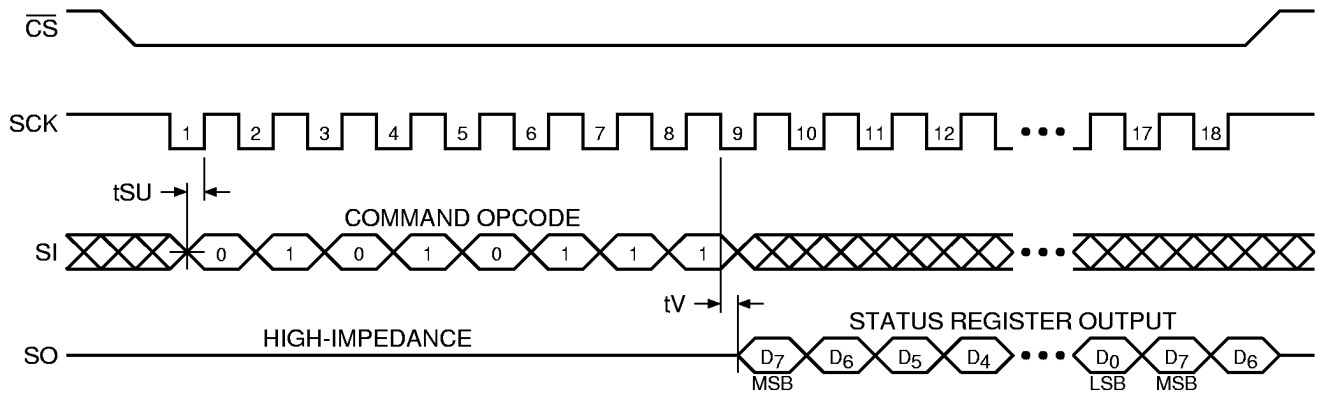 CS
SCK 1 2 3 4 5 6 7 8 9 10 11 12 17 18
tSU
COMMAND OPCODE
SI 0 1 0 1 0 1 1 1
tV
HIGH-IMPEDANCE
STATUS REGISTER OUTPUT
SO D7 D6 D5 D4 D0 D7 D6
MSB LSB MSB